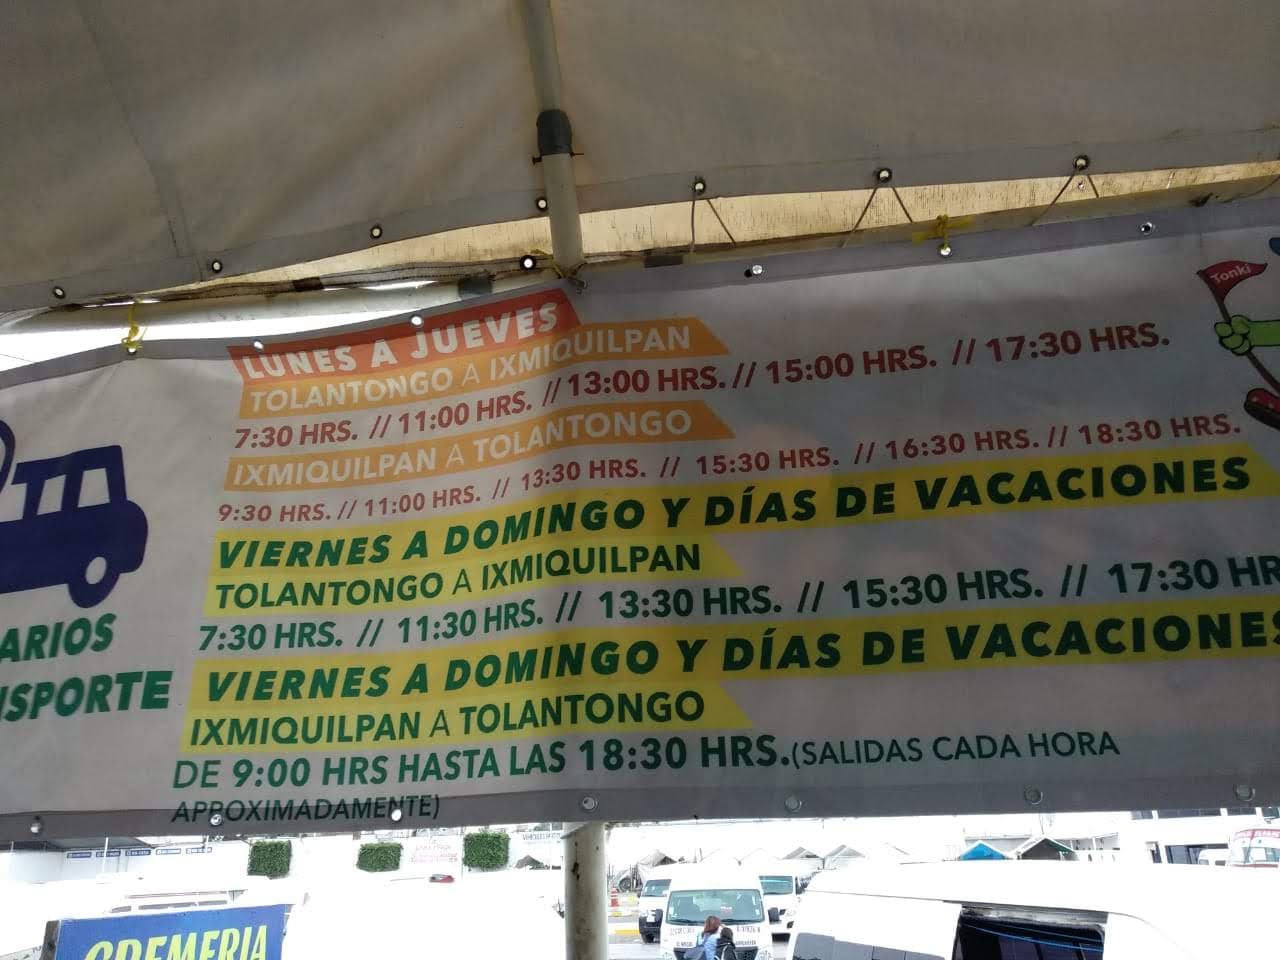 Tonki
LUNES A JUEVES
TOLANTONGO A IXMIQUILPAN
7:30 HRS. // 11:00 HRS. // 13:00 HRS. // 15:00 HRS. // 17:30 HRS.
IXMIQUILPAN A TOLANTONGO
9:30 HRS. // 11:00 HRS. // 13:30 HRS. // 15:30 HRS. // 16:30 HRS. // 18:30 HRS.
VIERNES A DOMINGO Y DÍAS DE VACACIONES
TOLANTONGO A IXMIQUILPAN
7:30 HRS. // 11:30 HRS. // 13:30 HRS. // 15:30 HRS. // 17:30 HR
ARIOS
NSPORTE
VIERNES A DOMINGO Y DÍAS DE VACACIONES
IXMIQUILPAN A TOLANTONGO
DE 9:00 HRS HASTA LAS 18:30 HRS.(SALIDAS CADA HORA
APROXIMADAMENTE)
CREMERIA